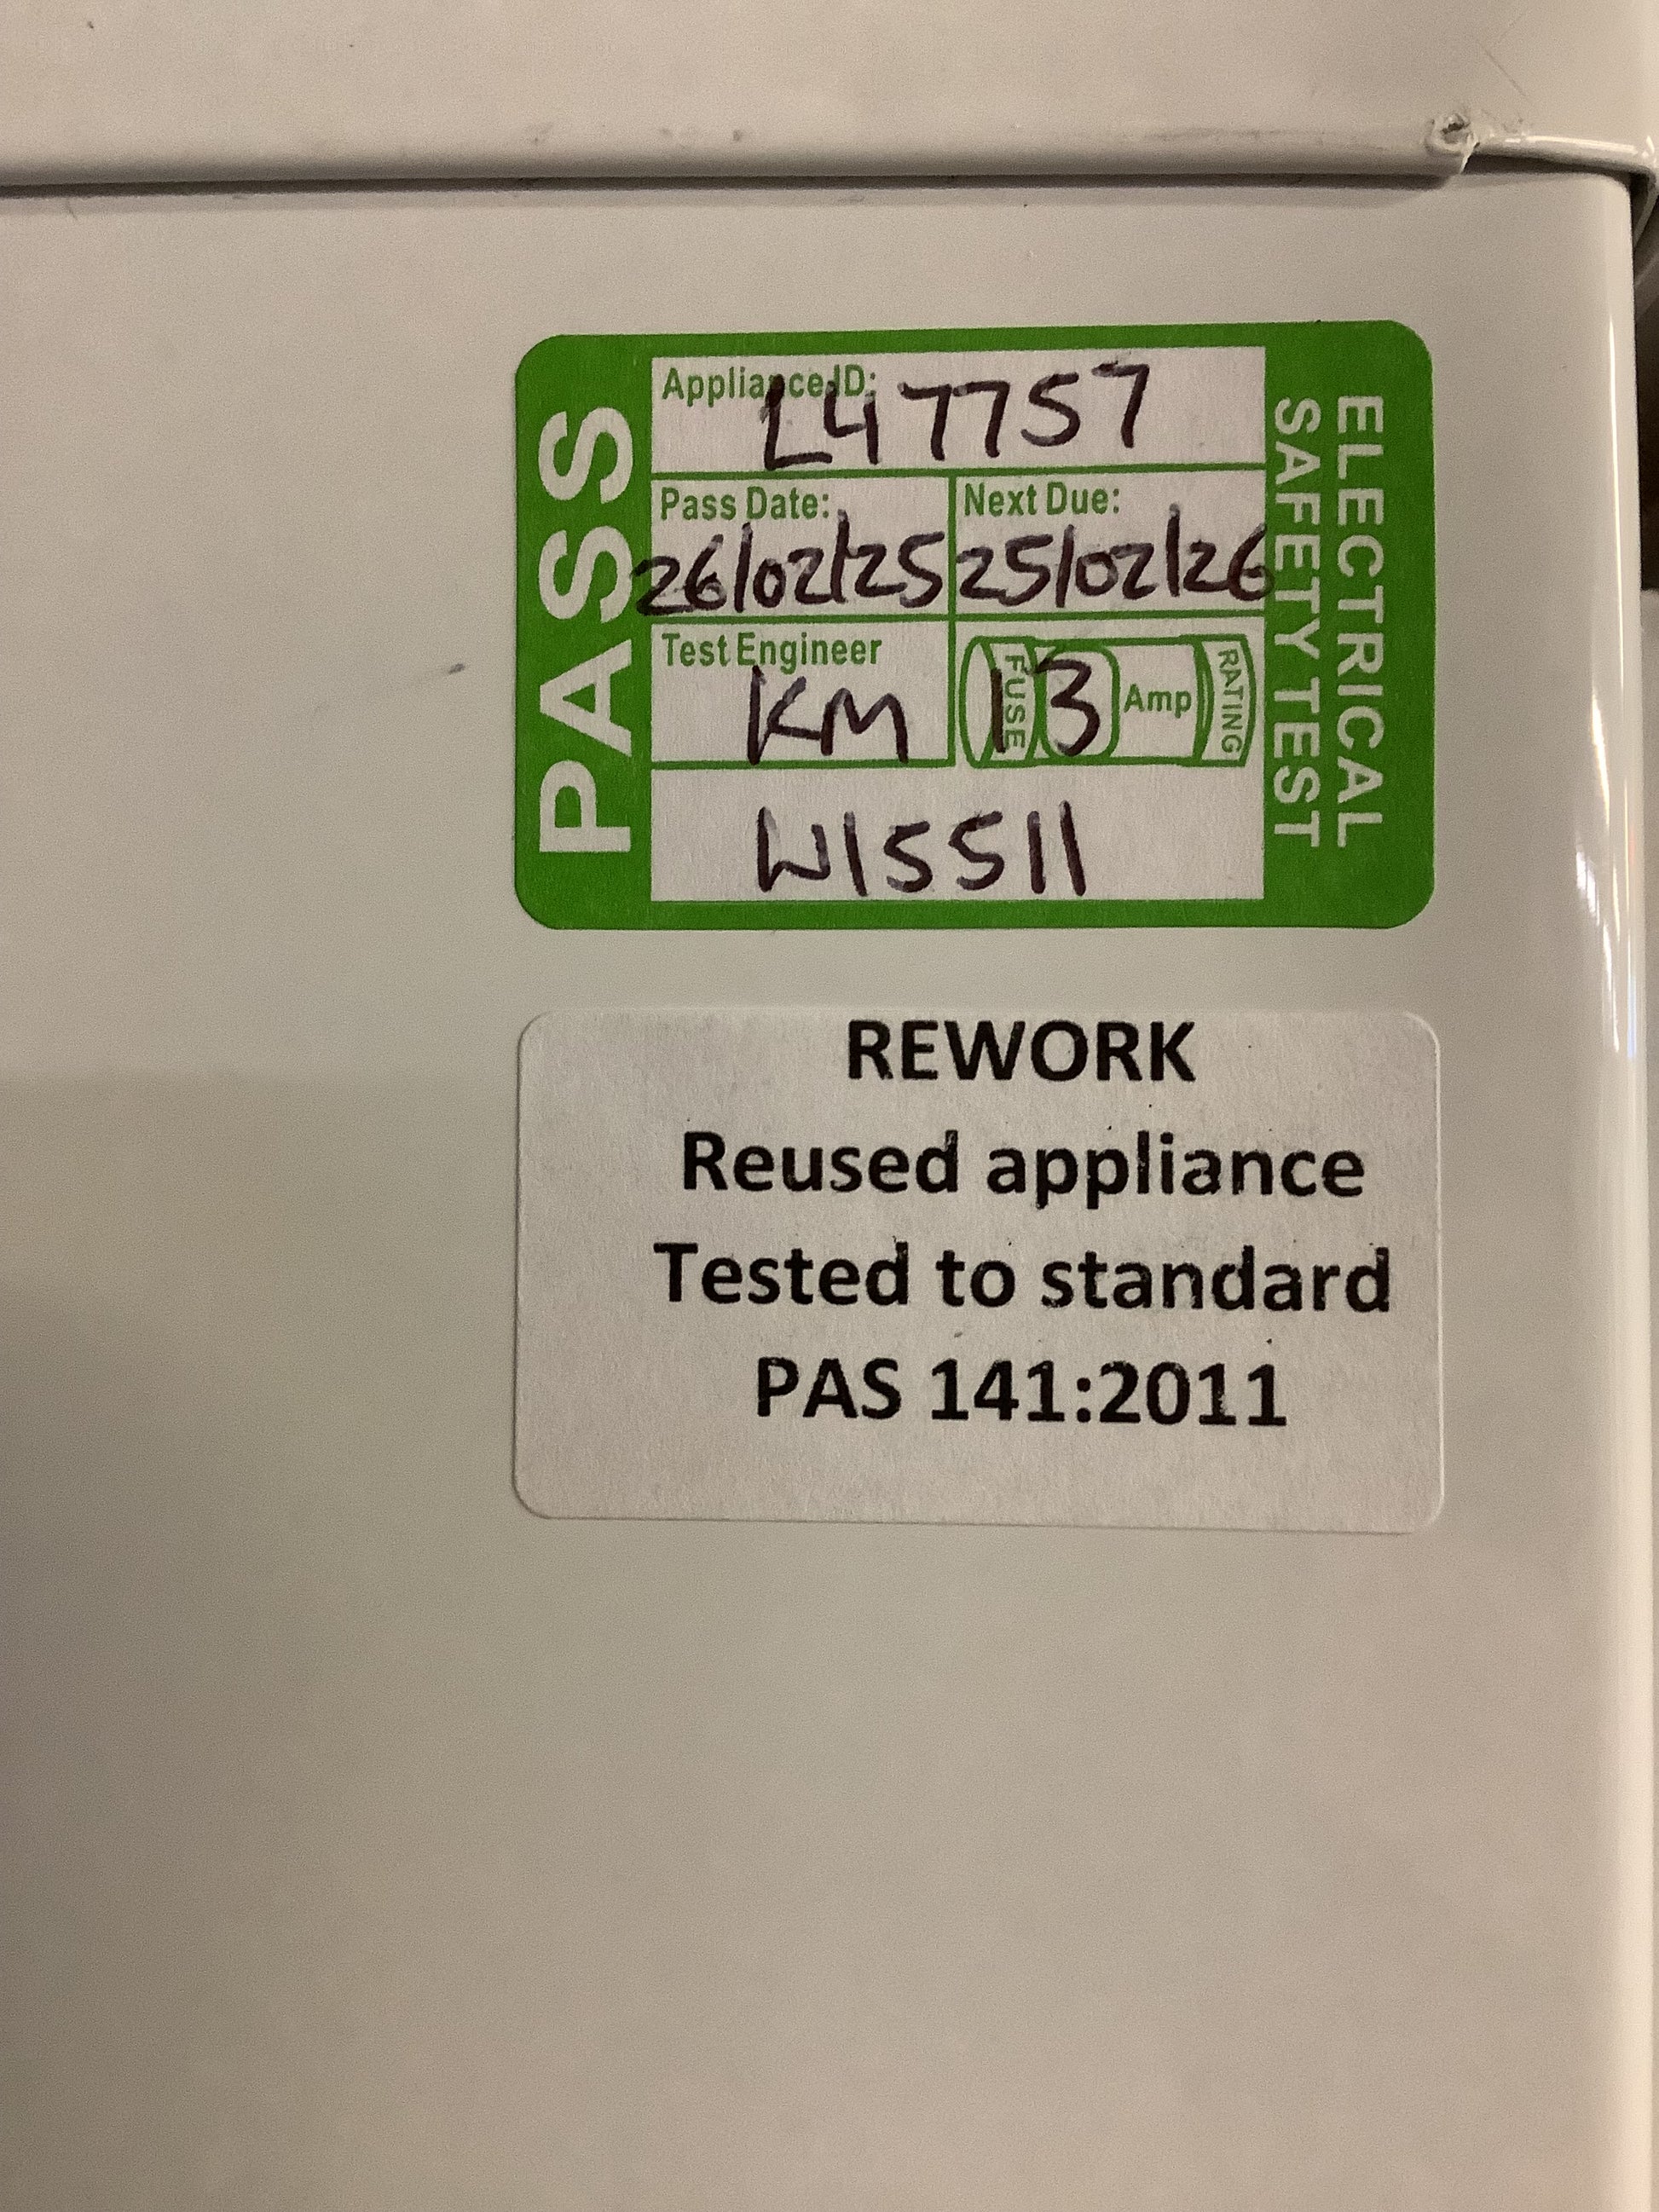 PASS
Appliance ID:
L47757
Pass Date: Next Due:
26/02/25 25/02/26
Test Engineer
KM
FUSE 13 Amp RATING
W15511
ELECTRICAL
SAFETY TEST
REWORK
Reused appliance
Tested to standard
PAS 141:2011